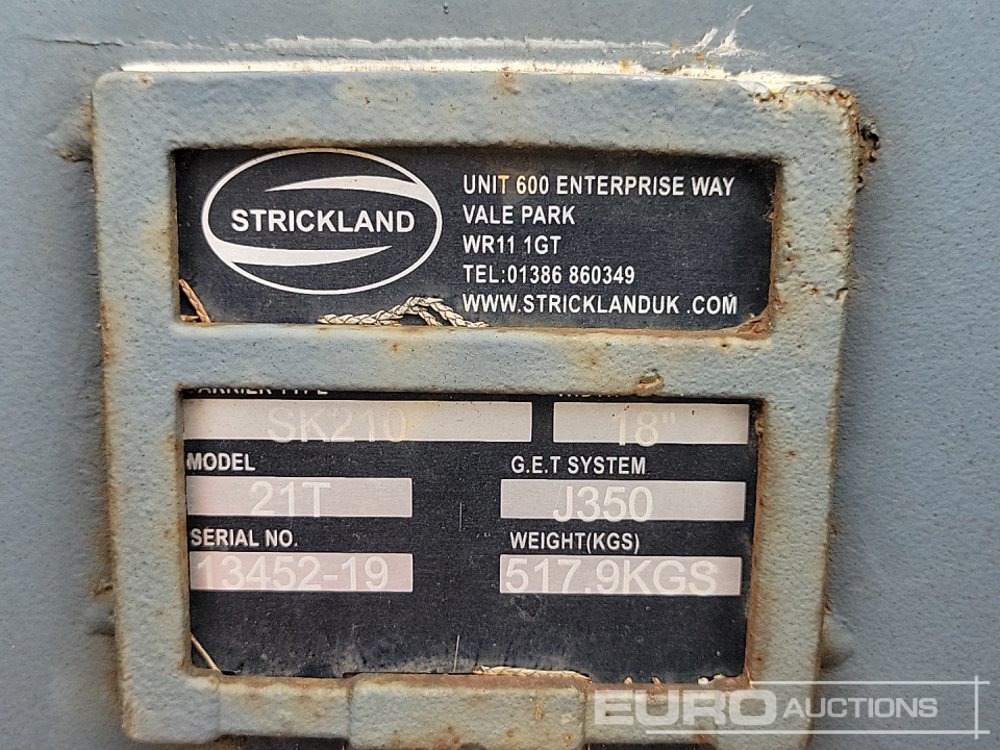 STRICKLAND
UNIT 600 ENTERPRISE WAY
VALE PARK
WR11 1GT
TEL:01386 860349
WWW.STRICKLANDUK .COM
SK210
18"
MODEL
G.E.T SYSTEM
21T
J350
SERIAL NO.
WEIGHT(KGS)
13452-19
517.9KGS
EURO AUCTIONS